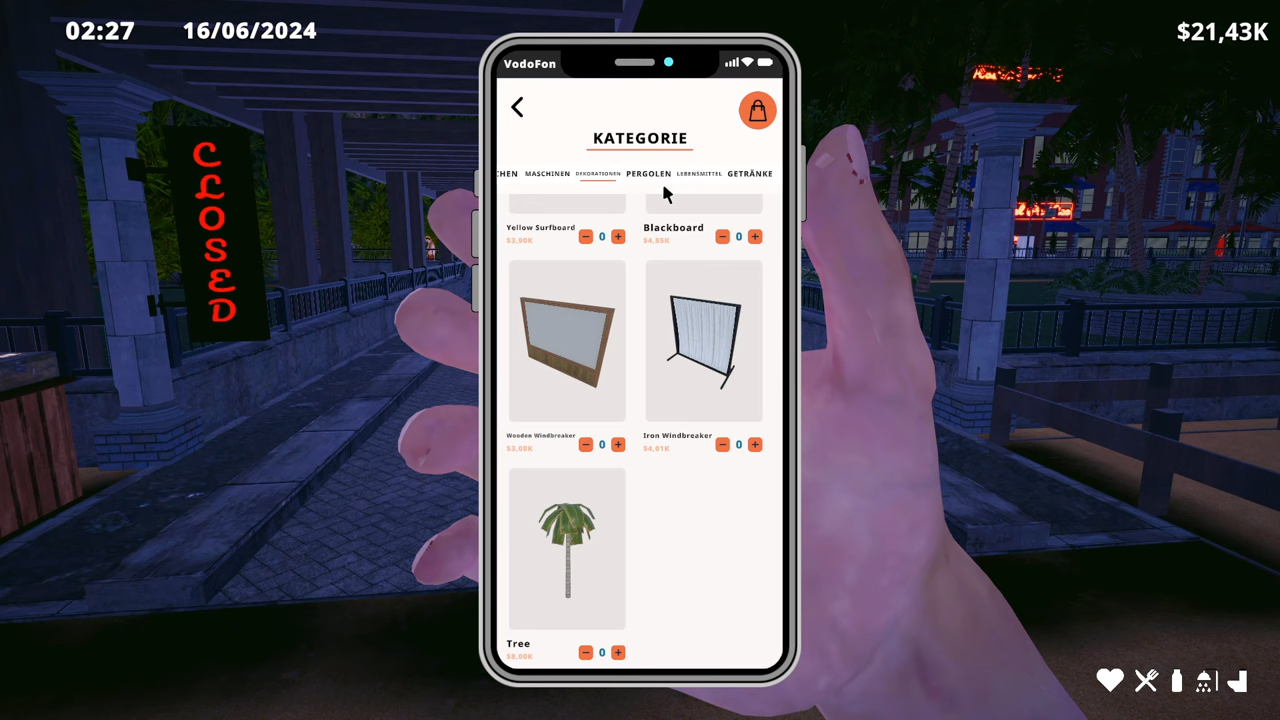 02:27
16/06/2024
$21,43K
VodoFon
KATEGORIE
CHEN MASCHINEN DEKORATIONEN PERGOLEN LEBENSMITTEL GETRÄNKE
Yellow Surfboard
$3,90K
0
Blackboard
$4,85K
0
Wooden Windbreaker
$3,08K
0
Iron Windbreaker
$4,01K
0
Tree
$8,00K
0
CLOSED